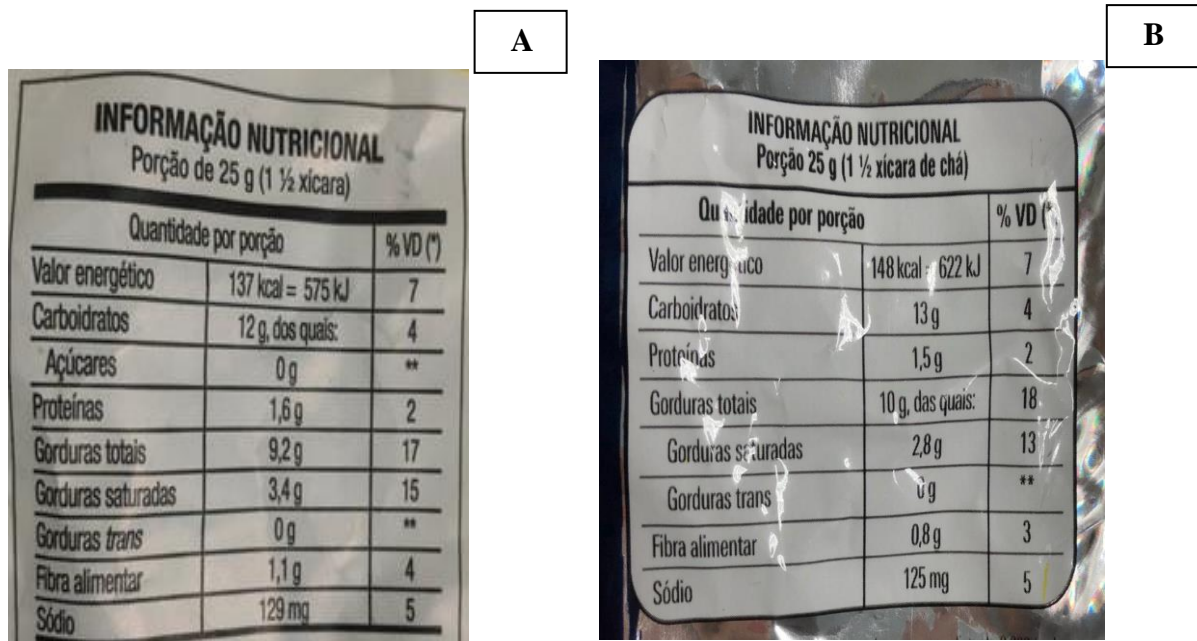 A
INFORMAÇÃO NUTRICIONAL
Porção de 25 g (1 ½ xícara)
Quantidade por porção % VD (*)
Valor energético 137 kcal = 575 kJ 7
Carboidratos 12 g, dos quais: 4
Açúcares 0 g **
Proteínas 1,6 g 2
Gorduras totais 9,2 g 17
Gorduras saturadas 3,4 g 15
Gorduras trans 0 g **
Fibra alimentar 1,1 g 4
Sódio 129 mg 5
B
INFORMAÇÃO NUTRICIONAL
Porção 25 g (1 ½ xícara de chá)
Quantidade por porção % VD (*)
Valor energético 148 kcal = 622 kJ 7
Carboidratos 13 g 4
Proteínas 1,5 g 2
Gorduras totais 10 g, das quais: 18
Gorduras saturadas 2,8 g 13
Gorduras trans 0 g **
Fibra alimentar 0,8 g 3
Sódio 125 mg 5